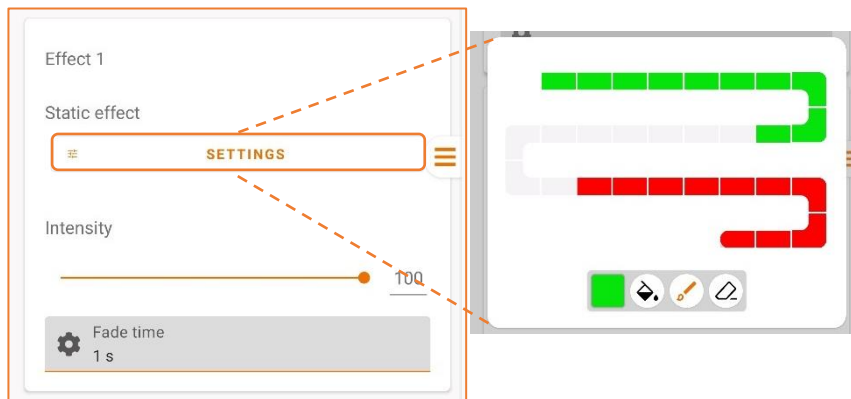 Effect 1
Static effect
SETTINGS
Intensity
100
Fade time
1 s